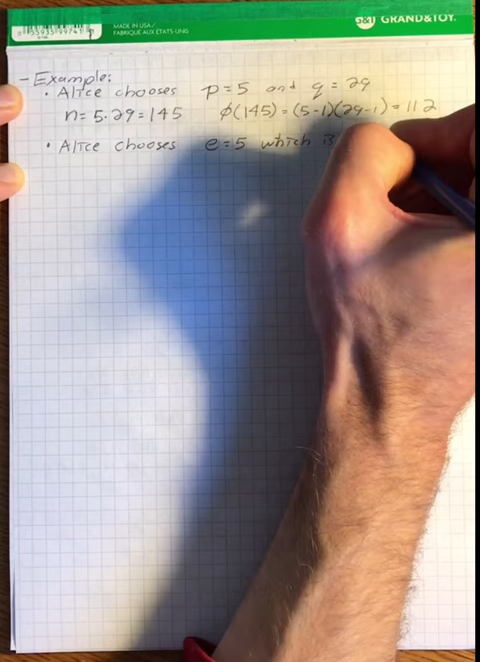 MADE IN USA/
FABRIQUÉ AUX ÉTATS-UNIS
G&T GRAND&TOY.
- Example:
• Alice chooses p = 5 and q = 29
n = 5·29 = 145 φ(145) = (5-1)(29-1) = 112
• Alice chooses e = 5 which is